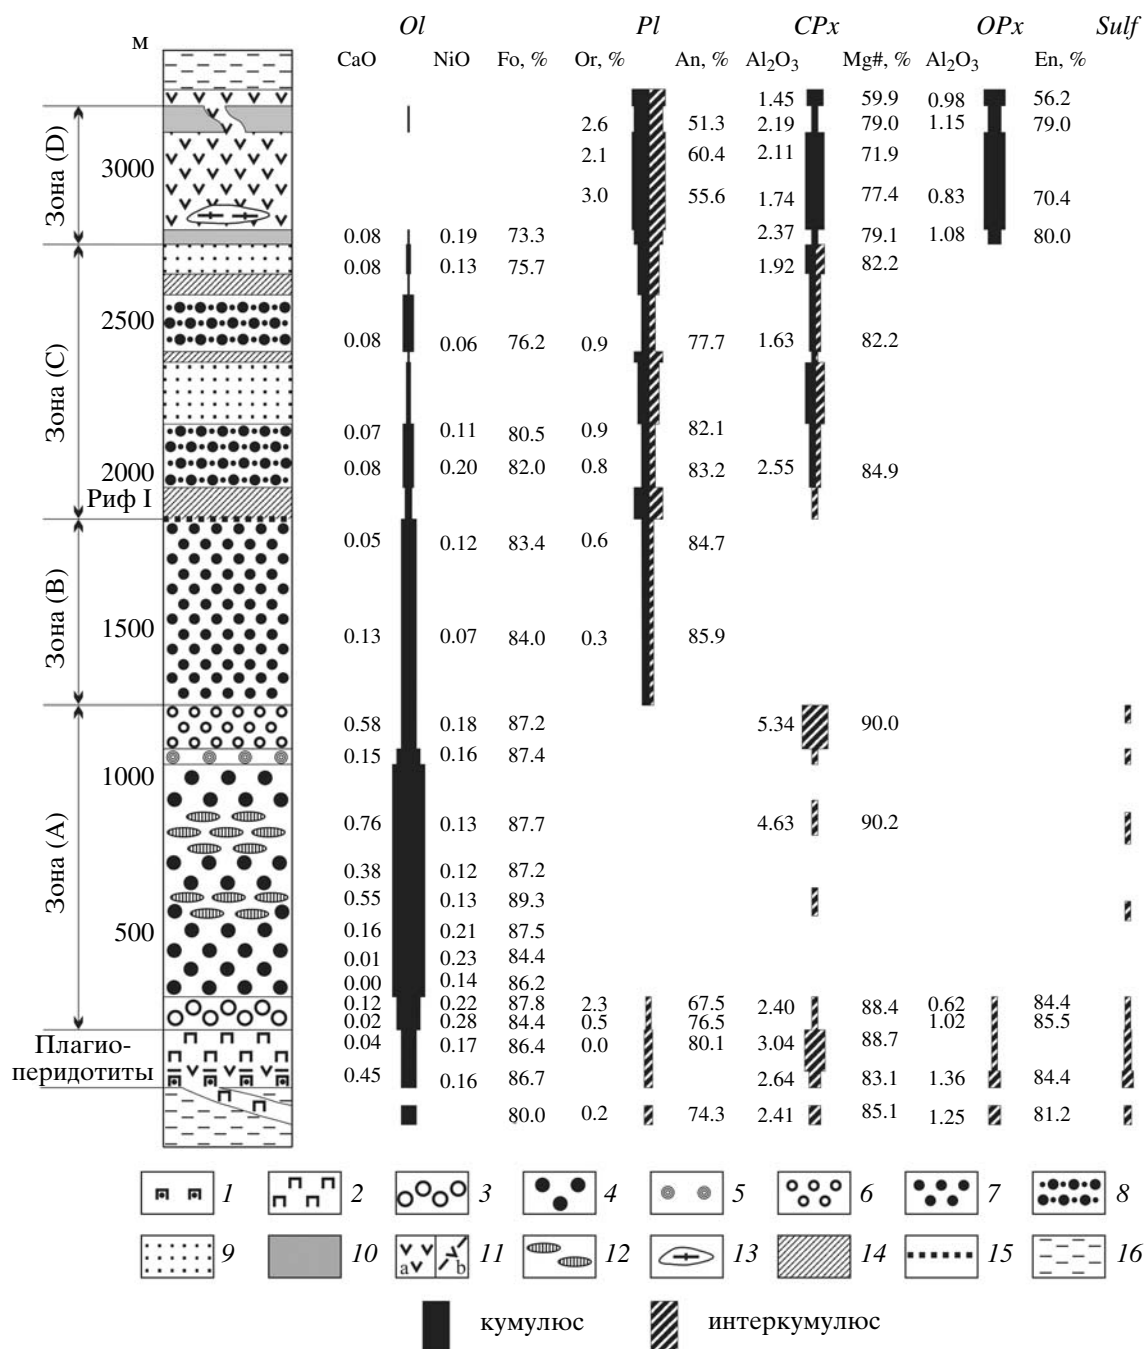 Ol Pl CPx OPx Sulf
м CaO NiO Fo, % Or, % An, % Al2O3 Mg#, % Al2O3 En, %
1.45 59.9 0.98 56.2
2.6 51.3 2.19 79.0 1.15 79.0
3000 2.1 60.4 2.11 71.9
Зона (D)
3.0 55.6 1.74 77.4 0.83 70.4
0.08 0.19 73.3 2.37 79.1 1.08 80.0
0.08 0.13 75.7 1.92 82.2
2500
0.08 0.06 76.2 0.9 77.7 1.63 82.2
Зона (C)
0.07 0.11 80.5 0.9 82.1
2000 0.08 0.20 82.0 0.8 83.2 2.55 84.9
Риф I
0.05 0.12 83.4 0.6 84.7
Зона (B)
1500 0.13 0.07 84.0 0.3 85.9
0.58 0.18 87.2 5.34 90.0
0.15 0.16 87.4
1000
0.76 0.13 87.7 4.63 90.2
Зона (A)
0.38 0.12 87.2
0.55 0.13 89.3
500 0.16 0.21 87.5
0.01 0.23 84.4
0.00 0.14 86.2
0.12 0.22 87.8 2.3 67.5 2.40 88.4 0.62 84.4
0.02 0.28 84.4 0.5 76.5 1.02 85.5
Плагио- 0.04 0.17 86.4 0.0 80.1 3.04 88.7
перидотиты 0.45 0.16 86.7 2.64 83.1 1.36 84.4
80.0 0.2 74.3 2.41 85.1 1.25 81.2
1 2 3 4 5 6 7 8
9 10 a b 11 12 13 14 15 16
кумулюс интеркумулюс